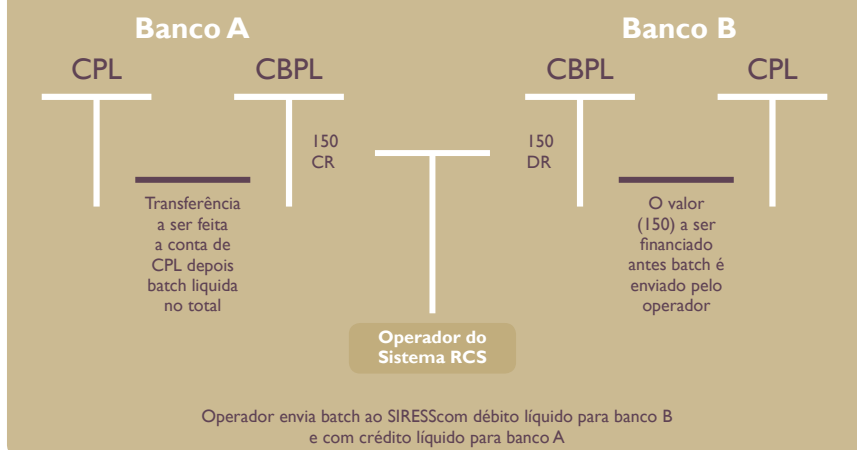 Banco A
Banco B
CPL
CBPL
CBPL
CPL
150
CR
150
DR
Transferência
a ser feita
a conta de
CPL depois
batch liquida
no total
O valor
(150) a ser
financiado
antes batch é
enviado pelo
operador
Operador do
Sistema RCS
Operador envia batch ao SIRESScom débito líquido para banco B
e com crédito líquido para banco A